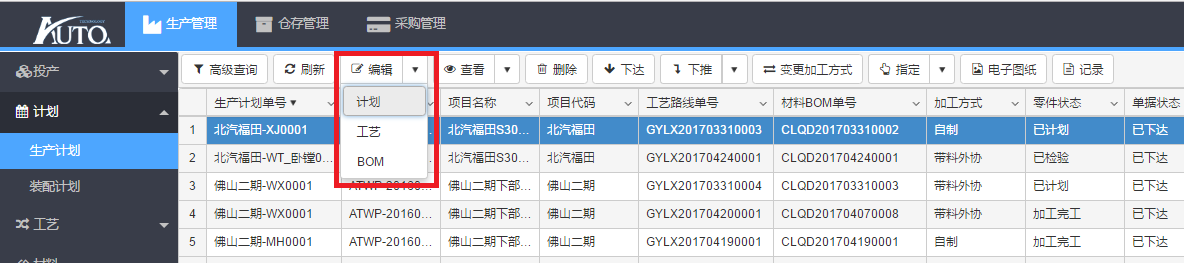 AUTO.
TECHNOLOGY
生产管理
仓存管理
采购管理
投产
计划
生产计划
装配计划
工艺
高级查询 刷新 编辑 查看 删除 下达 下推 变更加工方式 指定 电子图纸 记录
计划
工艺
BOM
生产计划单号 项目名称 项目代码 工艺路线单号 材料BOM单号 加工方式 零件状态 单据状态
1 北汽福田-XJ0001 北汽福田S30... 北汽福田 GYLX201703310003 CLQD201703310002 自制 已计划 已下达
2 北汽福田-WT_卧镗0... 北汽福田S30... 北汽福田 GYLX201704240001 CLQD201704240001 带料外协 已检验 已下达
3 佛山二期-WX0001 ATWP-20160... 佛山二期下部... 佛山二期 GYLX201703310004 CLQD201703310003 带料外协 已计划 已下达
4 佛山二期-WX0001 ATWP-20160... 佛山二期下部... 佛山二期 GYLX201704200001 CLQD201704070008 带料外协 加工完工 已下达
5 佛山二期-MH0001 ATWP-20160... 佛山二期下部... 佛山二期 GYLX201704190001 CLQD201704190001 自制 加工完工 已下达